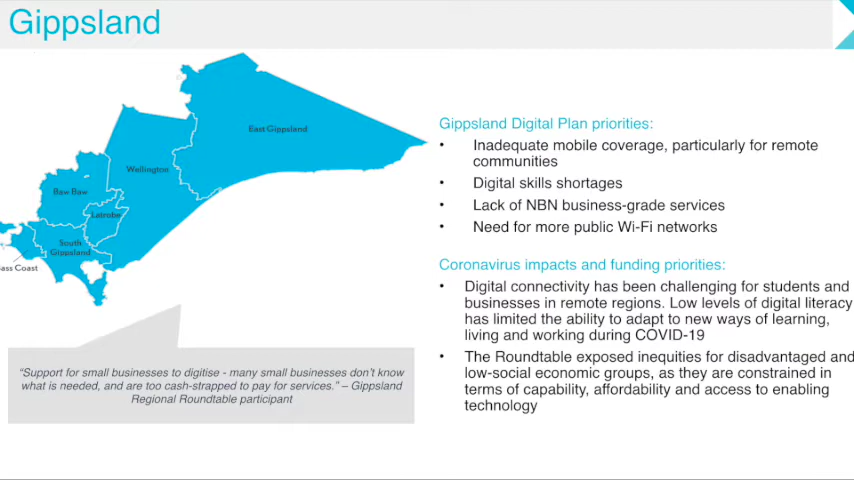 Gippsland
East Gippsland
Wellington
Baw Baw
Latrobe
South
Gippsland
ass Coast
Gippsland Digital Plan priorities:
• Inadequate mobile coverage, particularly for remote
communities
• Digital skills shortages
• Lack of NBN business-grade services
• Need for more public Wi-Fi networks
Coronavirus impacts and funding priorities:
• Digital connectivity has been challenging for students and
businesses in remote regions. Low levels of digital literacy
has limited the ability to adapt to new ways of learning,
living and working during COVID-19
• The Roundtable exposed inequities for disadvantaged and
low-social economic groups, as they are constrained in
terms of capability, affordability and access to enabling
technology
“Support for small businesses to digitise - many small businesses don’t know
what is needed, and are too cash-strapped to pay for services.” – Gippsland
Regional Roundtable participant